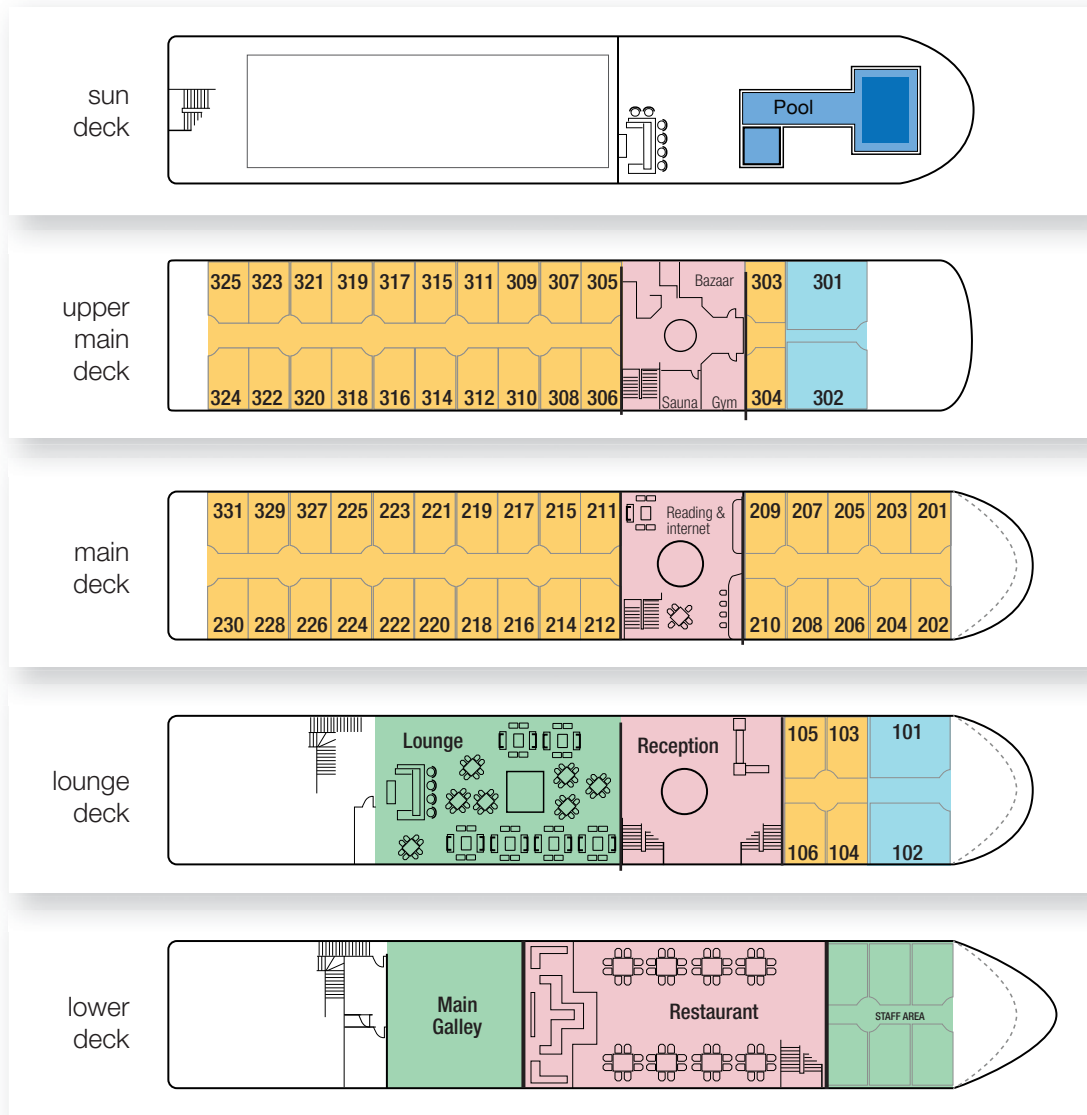 sun
deck
Pool
upper
main
deck
325 323 321 319 317 315 311 309 307 305
Bazaar
303 301
324 322 320 318 316 314 312 310 308 306
Sauna Gym
304 302
main
deck
331 329 327 225 223 221 219 217 215 211
Reading &
internet
209 207 205 203 201
230 228 226 224 222 220 218 216 214 212
210 208 206 204 202
lounge
deck
Lounge
Reception
105 103 101
106 104 102
lower
deck
Main
Galley
Restaurant
STAFF AREA